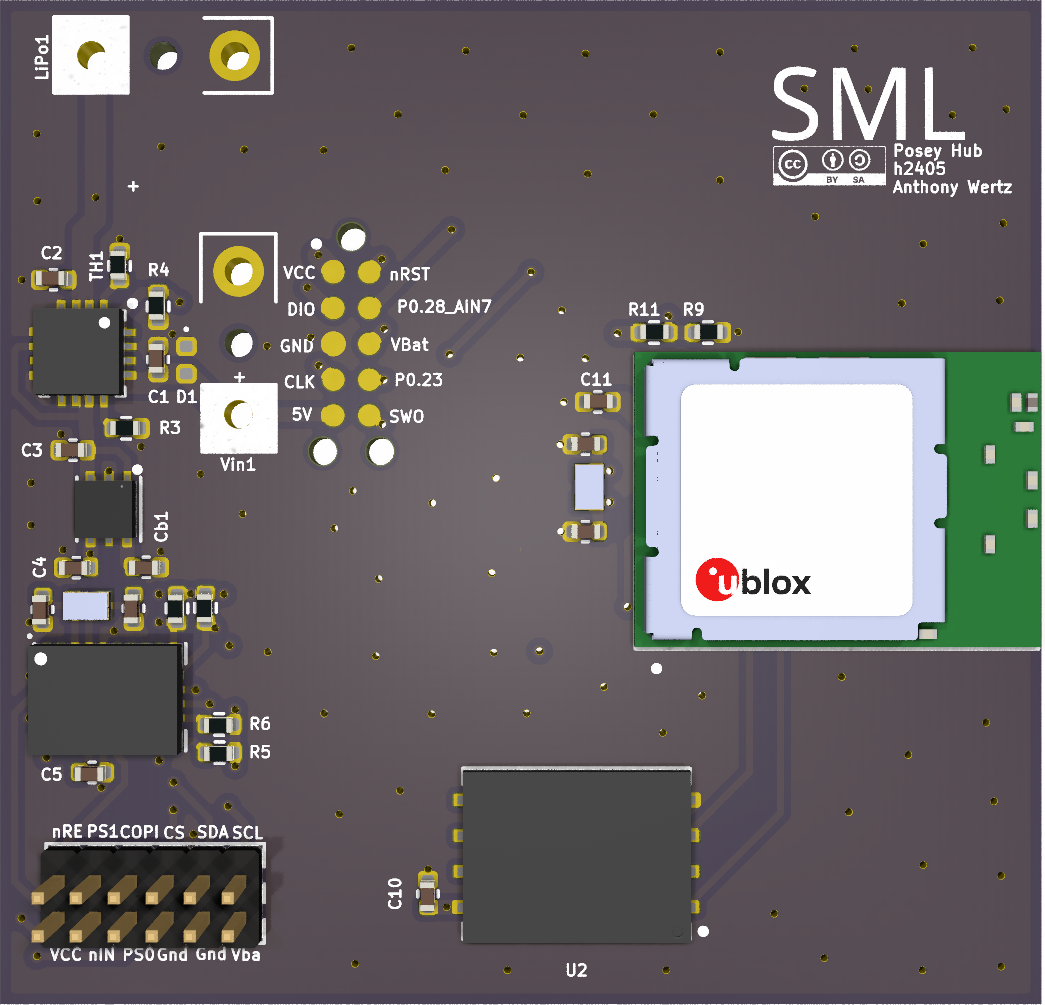 LiPo1
SML
CC BY SA
Posey Hub
h2405
Anthony Wertz
+
C2
TH1
R4
VCC nRST
DIO P0.28_AIN7
GND VBat
CLK P0.23
5V SWO
+
C1 D1
R3
C3
Vin1
Cb1
C4
R11 R9
C11
ublox
R6
R5
C5
nRE PS1 COPI CS SDA SCL
VCC nIN PS0 Gnd Gnd Vba
C10
U2